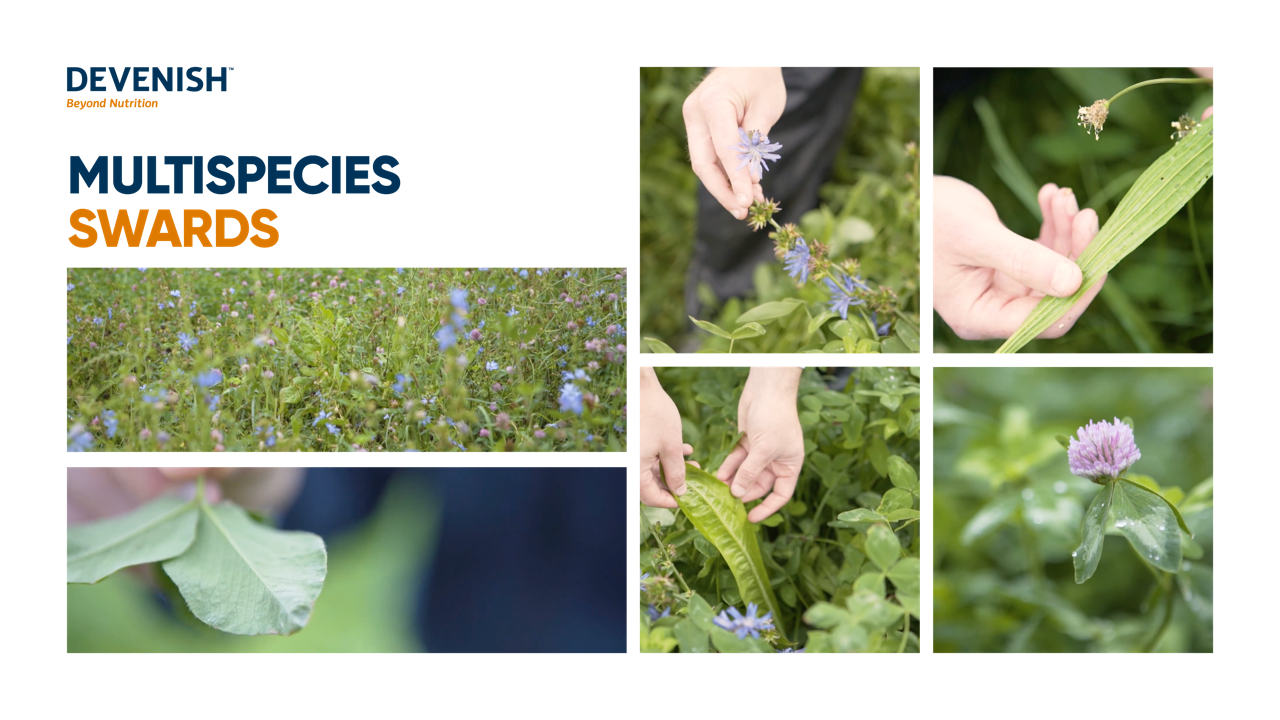 DEVENISH™
Beyond Nutrition
MULTISPECIES
SWARDS